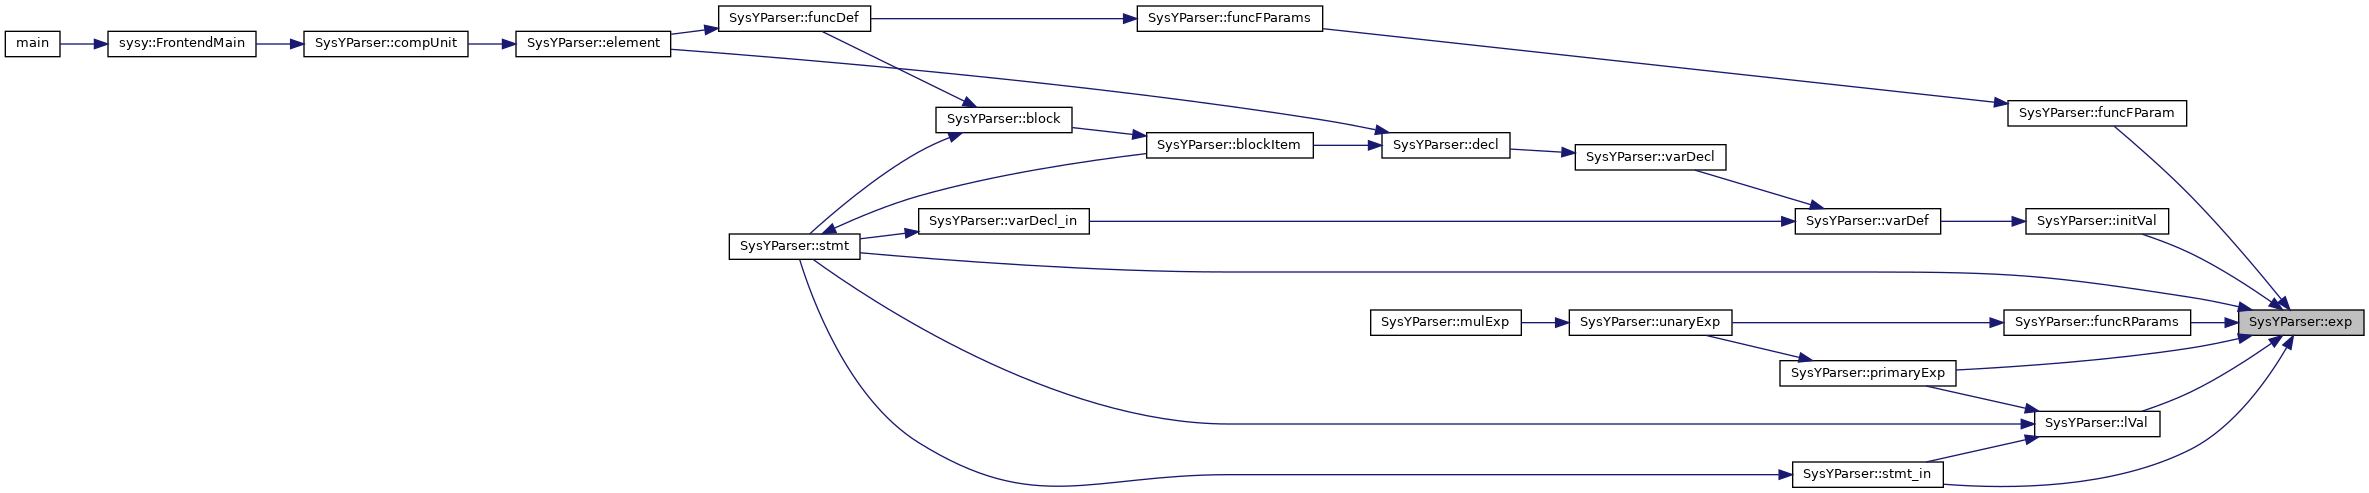 SysYParser::funcDef
SysYParser::funcFParams
main
sysy::FrontendMain
SysYParser::compUnit
SysYParser::element
SysYParser::funcFParam
SysYParser::block
SysYParser::blockItem
SysYParser::decl
SysYParser::varDecl
SysYParser::varDecl_in
SysYParser::varDef
SysYParser::initVal
SysYParser::stmt
SysYParser::mulExp
SysYParser::unaryExp
SysYParser::funcRParams
SysYParser::exp
SysYParser::primaryExp
SysYParser::lVal
SysYParser::stmt_in